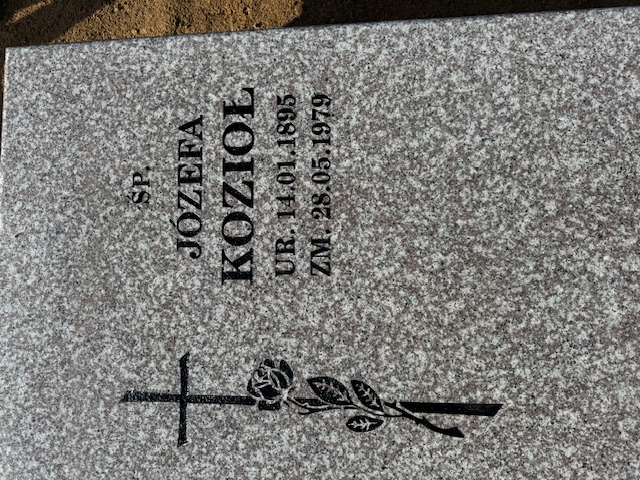 ŚP.
JÓZEFA
KOZIOŁ
UR. 14.01.1895
ZM. 28.05.1979